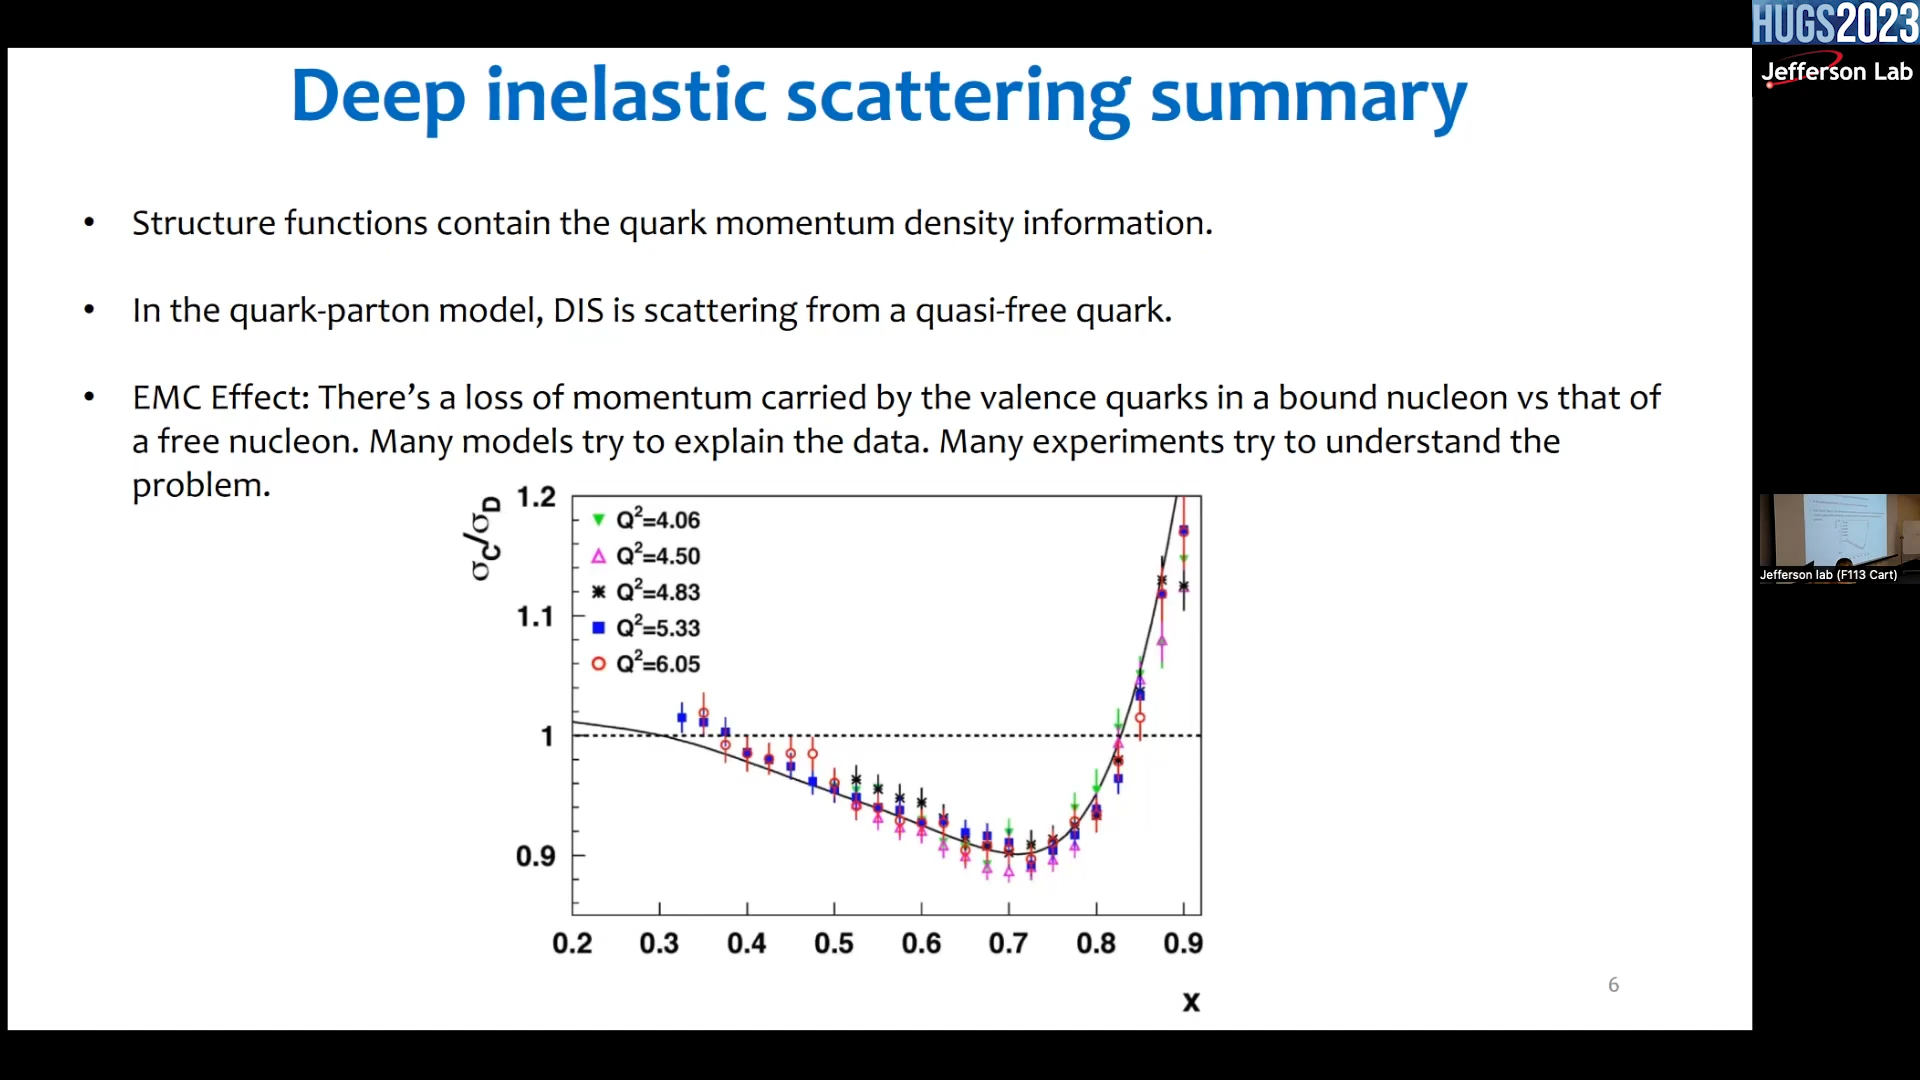 HUGS2023
Jefferson Lab
Deep inelastic scattering summary
• Structure functions contain the quark momentum density information.
• In the quark-parton model, DIS is scattering from a quasi-free quark.
• EMC Effect: There's a loss of momentum carried by the valence quarks in a bound nucleon vs that of
a free nucleon. Many models try to explain the data. Many experiments try to understand the
problem.
σC/σD
1.2
1.1
1
0.9
Q²=4.06
Q²=4.50
Q²=4.83
Q²=5.33
Q²=6.05
0.2 0.3 0.4 0.5 0.6 0.7 0.8 0.9
x
6
Jefferson lab (F113 Cart)